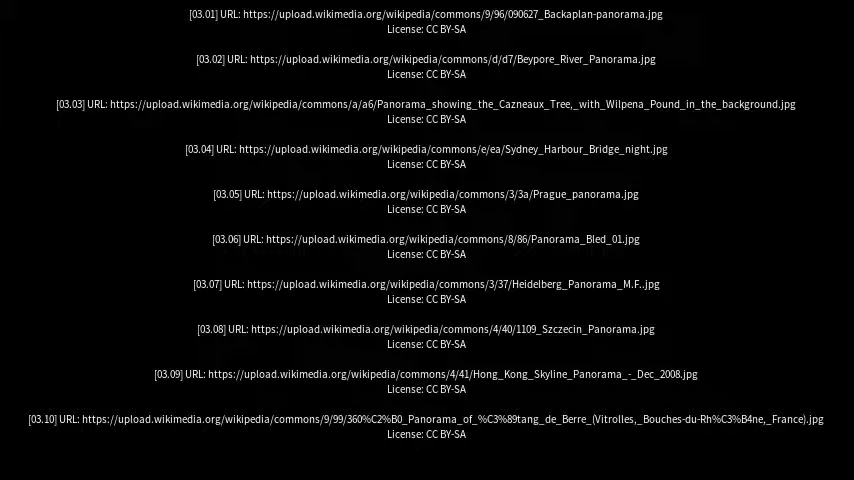 [03.01] URL: https://upload.wikimedia.org/wikipedia/commons/9/96/090627_Backaplan-panorama.jpg
License: CC BY-SA
[03.02] URL: https://upload.wikimedia.org/wikipedia/commons/d/d7/Beypore_River_Panorama.jpg
License: CC BY-SA
[03.03] URL: https://upload.wikimedia.org/wikipedia/commons/a/a6/Panorama_showing_the_Cazneaux_Tree,_with_Wilpena_Pound_in_the_background.jpg
License: CC BY-SA
[03.04] URL: https://upload.wikimedia.org/wikipedia/commons/e/ea/Sydney_Harbour_Bridge_night.jpg
License: CC BY-SA
[03.05] URL: https://upload.wikimedia.org/wikipedia/commons/3/3a/Prague_panorama.jpg
License: CC BY-SA
[03.06] URL: https://upload.wikimedia.org/wikipedia/commons/8/86/Panorama_Bled_01.jpg
License: CC BY-SA
[03.07] URL: https://upload.wikimedia.org/wikipedia/commons/3/37/Heidelberg_Panorama_M.F..jpg
License: CC BY-SA
[03.08] URL: https://upload.wikimedia.org/wikipedia/commons/4/40/1109_Szczecin_Panorama.jpg
License: CC BY-SA
[03.09] URL: https://upload.wikimedia.org/wikipedia/commons/4/41/Hong_Kong_Skyline_Panorama_-_Dec_2008.jpg
License: CC BY-SA
[03.10] URL: https://upload.wikimedia.org/wikipedia/commons/9/99/360%C2%B0_Panorama_of_%C3%89tang_de_Berre_(Vitrolles,_Bouches-du-Rh%C3%B4ne,_France).jpg
License: CC BY-SA